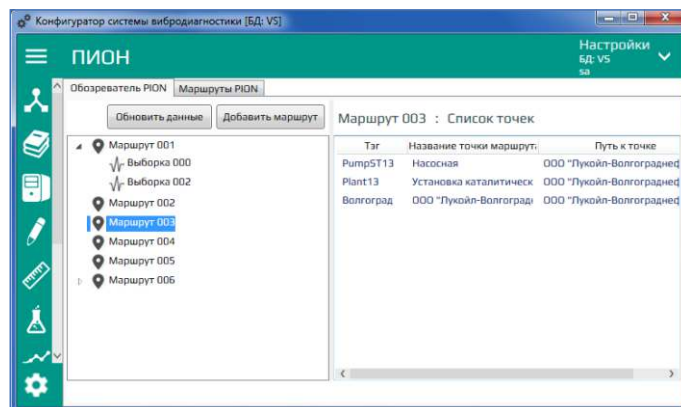 Конфигуратор системы вибродиагностики [БД: VS]
ПИОН
Настройки
БД: VS
sa
Обозреватель PION Маршруты PION
Обновить данные Добавить маршрут
Маршрут 001
Выборка 000
Выборка 002
Маршрут 002
Маршрут 003
Маршрут 004
Маршрут 005
Маршрут 006
Маршрут 003 : Список точек
Тэг Название точки маршрута Путь к точке
PumpST13 Насосная ООО "Лукойл-Волгограднеф
Plant13 Установка каталитическ ООО "Лукойл-Волгограднеф
Волгоград ООО "Лукойл-Волгоград ООО "Лукойл-Волгограднеф